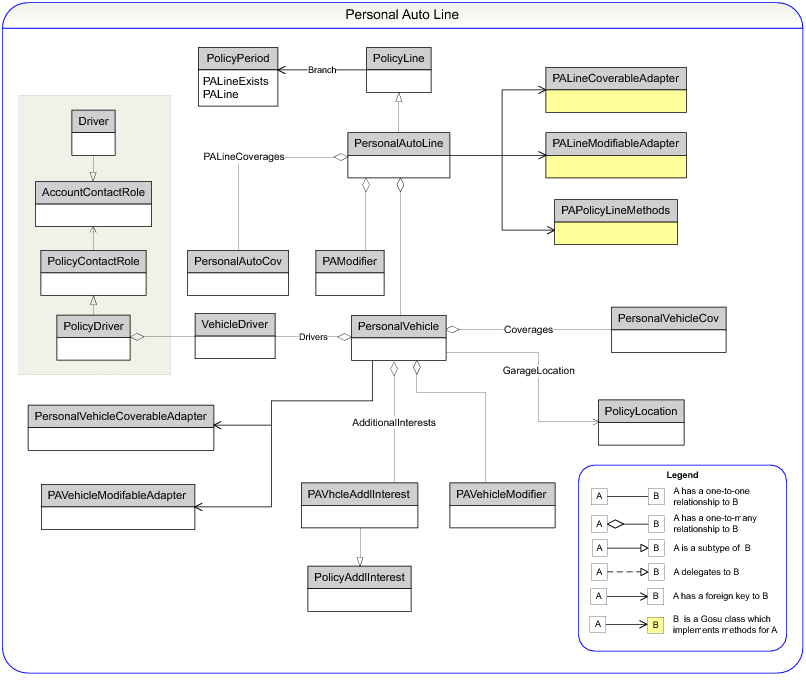 Personal Auto Line
PolicyPeriod
PALineExists
PALine
Branch
PolicyLine
PALineCoverableAdapter
Driver
PALineCoverages
PersonalAutoLine
PALineModifiableAdapter
AccountContactRole
PAPolicyLineMethods
PolicyContactRole
PersonalAutoCov
PAModifier
PolicyDriver
VehicleDriver
Drivers
PersonalVehicle
Coverages
PersonalVehicleCov
GarageLocation
PersonalVehicleCoverableAdapter
AdditionalInterests
PolicyLocation
PAVehicleModifableAdapter
PAVhcleAddlInterest
PAVehicleModifier
PolicyAddlInterest
Legend
A B A has a one-to-one
relationship to B
A B A has a one-to-many
relationship to B
A B A is a subtype of B
A B A delegates to B
A B A has a foreign key to B
A B B is a Gosu class which
implements methods for A